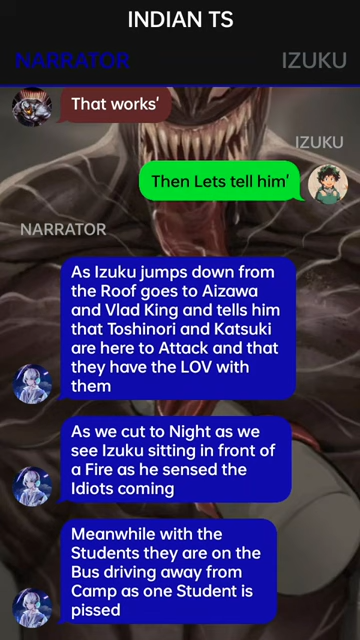 INDIAN TS
NARRATOR
IZUKU
That works'
IZUKU
Then Lets tell him'
NARRATOR
As Izuku jumps down from
the Roof goes to Aizawa
and Vlad King and tells him
that Toshinori and Katsuki
are here to Attack and that
they have the LOV with
them
As we cut to Night as we
see Izuku sitting in front of
a Fire as he sensed the
Idiots coming
Meanwhile with the
Students they are on the
Bus driving away from
Camp as one Student is
pissed